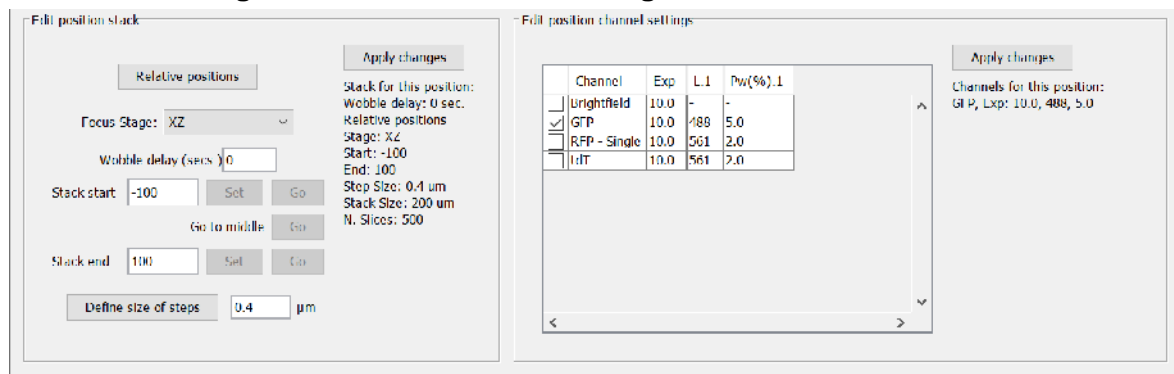 Edit position stack
Relative positions
Focus Stage: XZ
Wobble delay (secs.) 0
Stack start -100 Set Go
Go to middle Go
Stack end 100 Set Go
Define size of steps 0.4 µm
Apply changes
Stack for this position:
Wobble delay: 0 sec.
Relative positions
Stage: XZ
Start: -100
End: 100
Step Size: 0.4 um
Stack Size: 200 um
N. Slices: 500
Edit position channel settings
Channel Exp L.1 Pw(%).1
Brightfield 10.0 - -
GFP 10.0 488 5.0
RFP - Single 10.0 561 2.0
tdT 10.0 561 2.0
Apply changes
Channels for this position:
GFP, Exp: 10.0, 488, 5.0